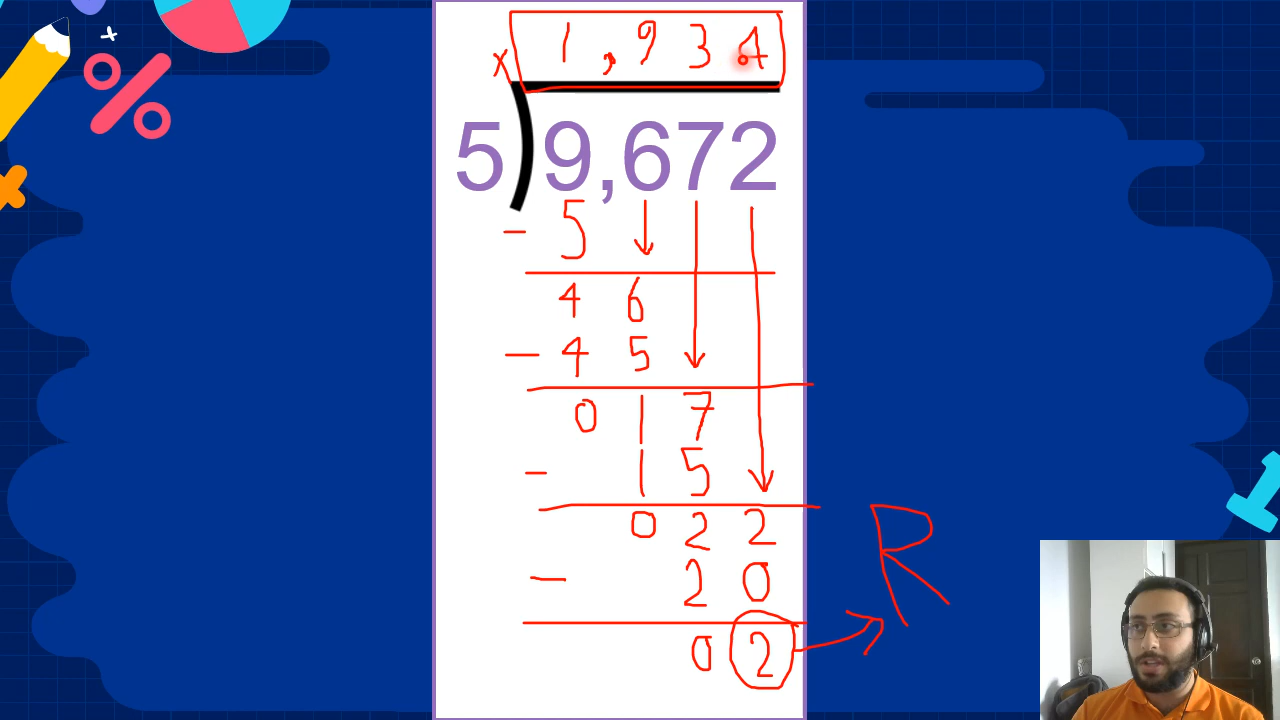 x 1,934
5)9,672
- 5
4 6
- 4 5
0 1 7
- 1 5
0 2 2
- 2 0
0 2 R